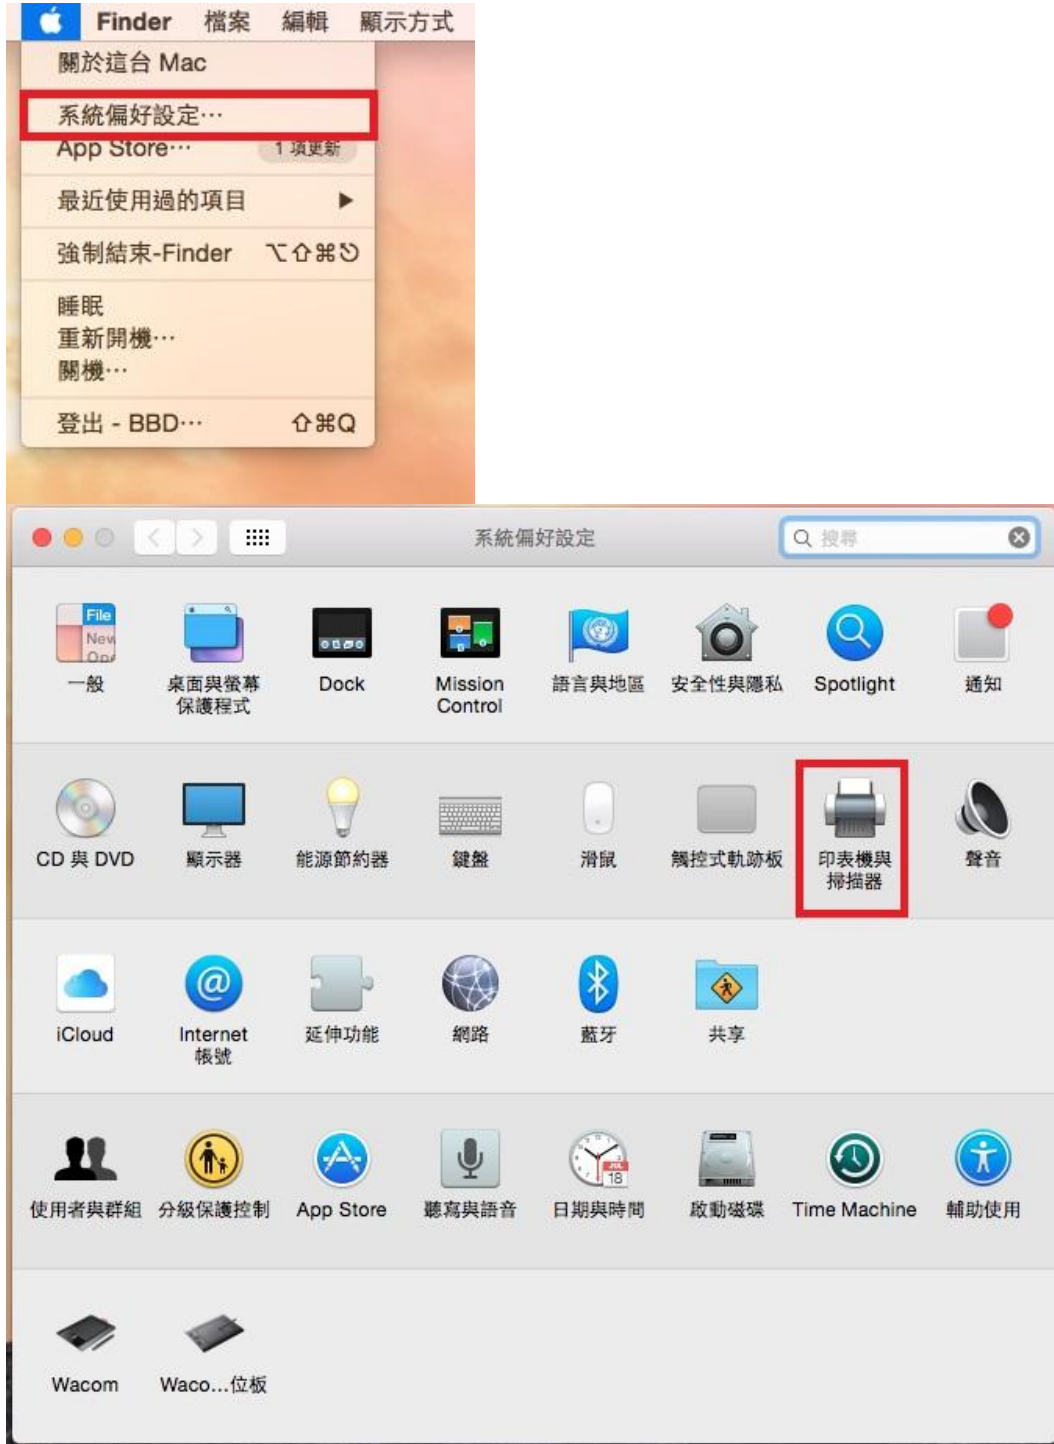 Finder 檔案 編輯 顯示方式
關於這台 Mac
系統偏好設定⋯
App Store⋯ 1 項更新
最近使用過的項目 ▶
強制結束-Finder ⌥⇧⌘⎋
睡眠
重新開機⋯
關機⋯
登出 - BBD⋯ ⇧⌘Q
系統偏好設定 搜尋
File
New
Ope
一般 桌面與螢幕 Dock Mission 語言與地區 安全性與隱私 Spotlight 通知
保護程式 Control
CD 與 DVD 顯示器 能源節約器 鍵盤 滑鼠 觸控式軌跡板 印表機與 聲音
掃描器
iCloud Internet 延伸功能 網路 藍牙 共享
帳號
JUL
18
使用者與群組 分級保護控制 App Store 聽寫與語音 日期與時間 啟動磁碟 Time Machine 輔助使用
Wacom Waco...位板